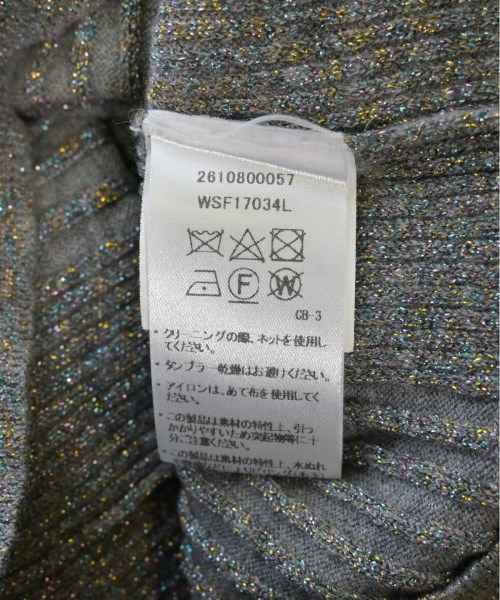 2610800057
WSF17034L
F W
CB-3
・クリーニングの際、ネットを使用し
てください。
・タンブラー乾燥はお避けください。
・アイロンは、あて布を使用してく
ださい。
・この製品は素材の特性上、引っ
かかりやすいため突起物等に十
分、ご注意ください。
・この製品は素材の特性上、水ぬれ